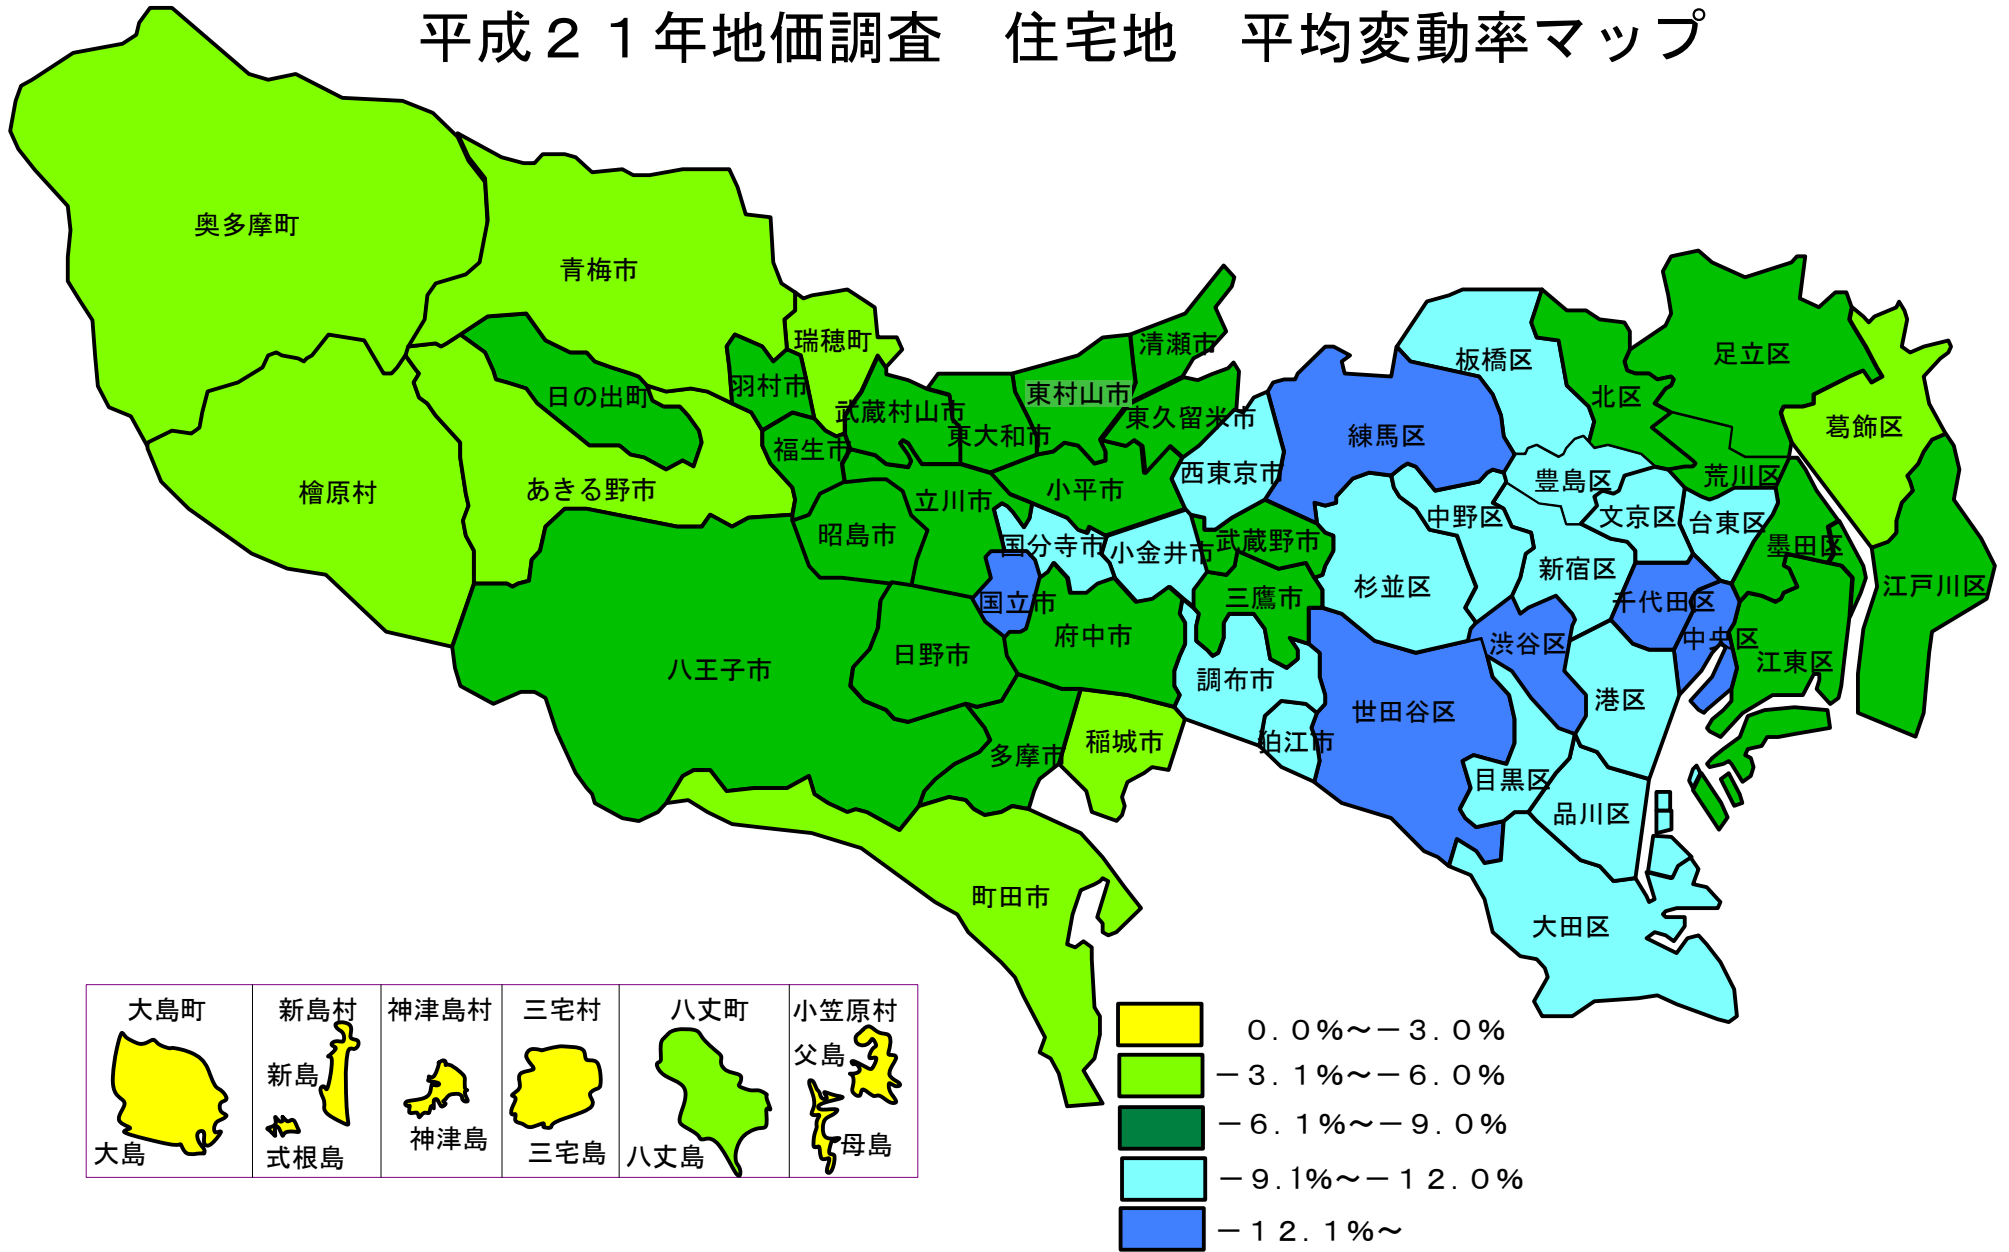 平成２１年地価調査　住宅地　平均変動率マップ
奥多摩町
青梅市
瑞穂町
清瀬市
足立区
板橋区
日の出町
羽村市
東村山市
北区
武蔵村山市
東大和市
東久留米市
練馬区
葛飾区
福生市
檜原村
あきる野市
立川市
小平市
西東京市
豊島区
荒川区
中野区
文京区
台東区
昭島市
国分寺市
小金井市
武蔵野市
墨田区
杉並区
新宿区
江戸川区
国立市
三鷹市
千代田区
八王子市
日野市
府中市
渋谷区
中央区
江東区
調布市
世田谷区
港区
多摩市
稲城市
狛江市
目黒区
品川区
町田市
大田区
大島町
新島村
神津島村
三宅村
八丈町
小笠原村
父島
新島
大島
式根島
神津島
三宅島
八丈島
母島
０.０%～－３.０%
－３.１%～－６.０%
－６.１%～－９.０%
－９.1%～－１２.０%
－１２.１%～